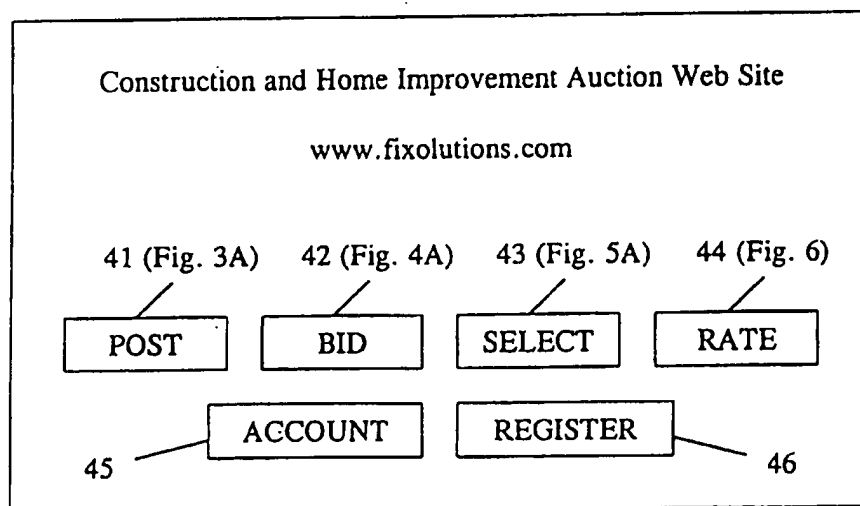 Construction and Home Improvement Auction Web Site
www.fixolutions.com
41 (Fig. 3A) 42 (Fig. 4A) 43 (Fig. 5A) 44 (Fig. 6)
POST BID SELECT RATE
ACCOUNT REGISTER
45 46